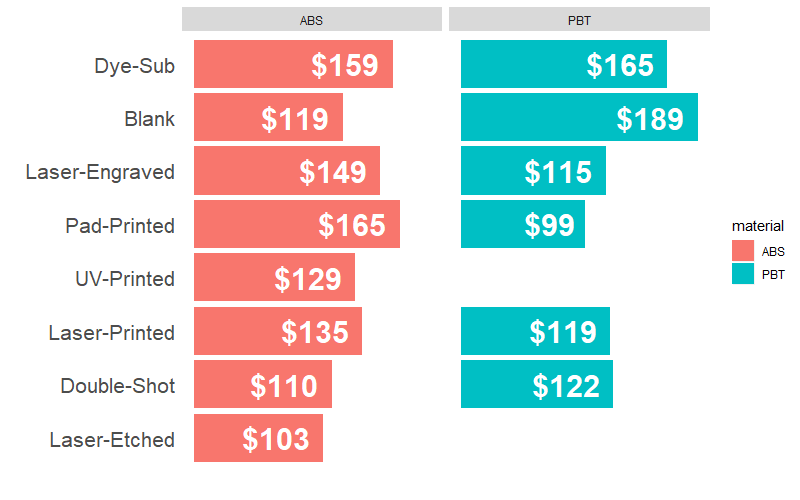 ABS PBT
Dye-Sub $159 $165
Blank $119 $189
Laser-Engraved $149 $115
Pad-Printed $165 $99
material
ABS
UV-Printed $129
PBT
Laser-Printed $135 $119
Double-Shot $110 $122
Laser-Etched $103